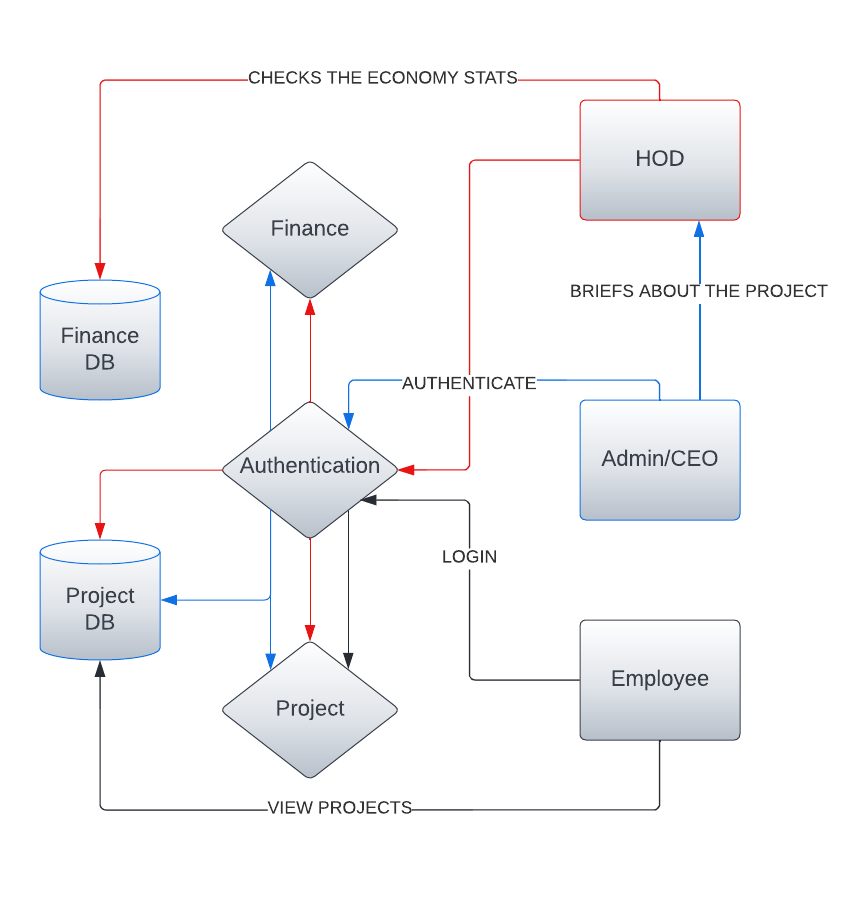 CHECKS THE ECONOMY STATS
HOD
Finance
BRIEFS ABOUT THE PROJECT
Finance
DB
AUTHENTICATE
Admin/CEO
Authentication
LOGIN
Project
DB
Employee
Project
VIEW PROJECTS